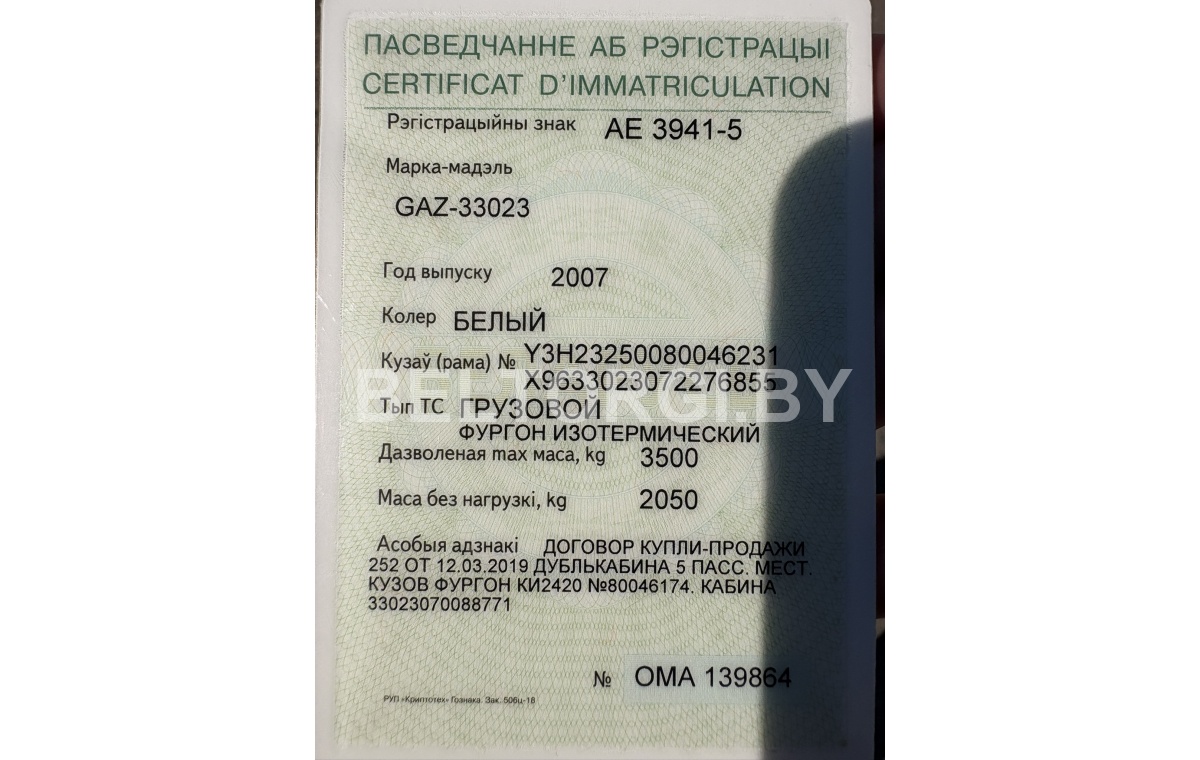 ПАСВЕДЧАННЕ АБ РЭГІСТРАЦЫІ
CERTIFICAT D'IMMATRICULATION
Рэгістрацыйны знак АЕ 3941-5
Марка-мадэль
GAZ-33023
Год выпуску 2007
Колер БЕЛЫЙ
Кузаў (рама) № Y3H23250080046231
X9633023072276855
BELTORGI.BY
Тып ТС ГРУЗОВОЙ
ФУРГОН ИЗОТЕРМИЧЕСКИЙ
Дазволеная max маса, kg 3500
Маса без нагрузкі, kg 2050
Асобыя адзнакі ДОГОВОР КУПЛИ-ПРОДАЖИ
252 ОТ 12.03.2019 ДУБЛЬКАБИНА 5 ПАСС. МЕСТ.
КУЗОВ ФУРГОН КИ2420 №80046174. КАБИНА
33023070088771
№ ОМА 139864
РУП «Криптотех» Гознака. Зак. 506ц-18